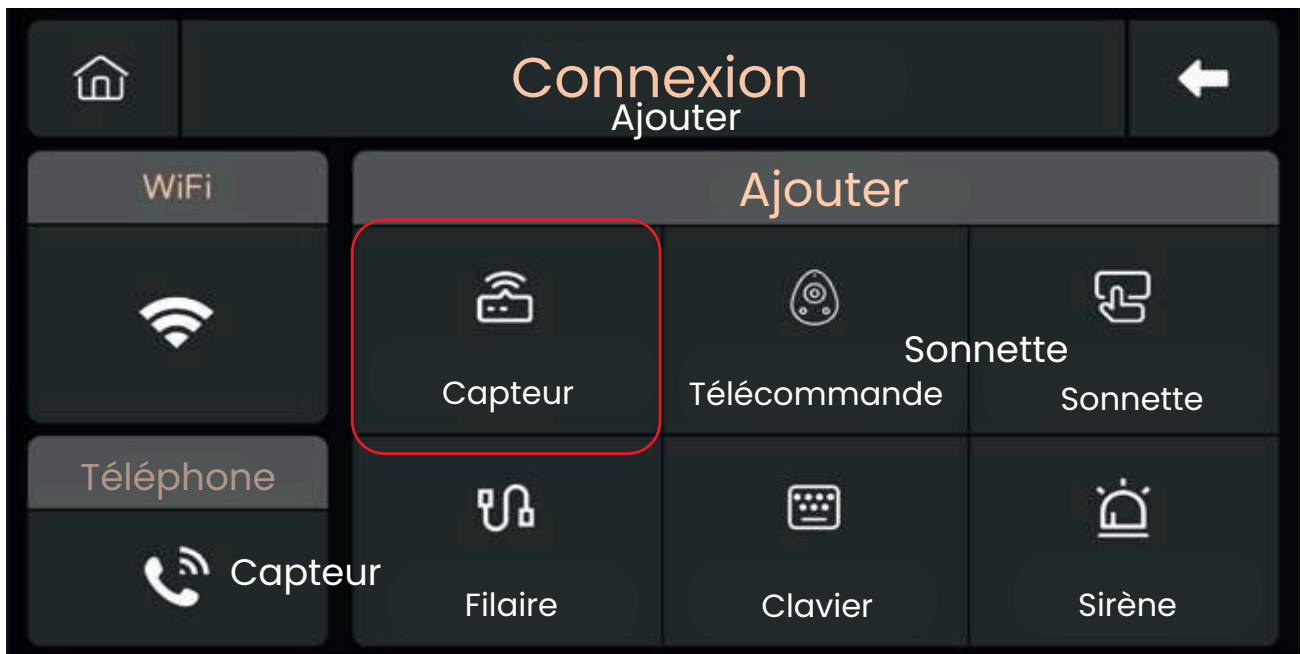 Connexion
Ajouter
WiFi
Ajouter
Sonnette
Capteur
Télécommande
Sonnette
Téléphone
Capteur
Filaire
Clavier
Sirène